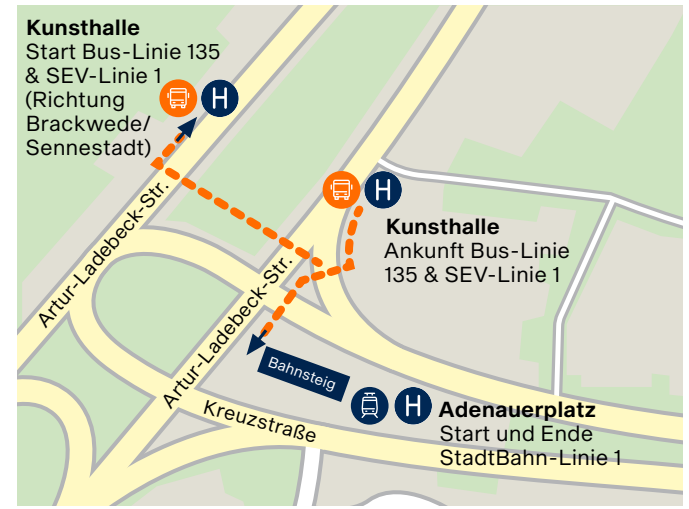 Kunsthalle
Start Bus-Linie 135
& SEV-Linie 1
(Richtung
Brackwede/
Sennestadt)
H
H
Kunsthalle
Ankunft Bus-Linie
135 & SEV-Linie 1
Artur-Ladebeck-Str.
Artur-Ladebeck-Str.
Bahnsteig
H
Adenauerplatz
Start und Ende
StadtBahn-Linie 1
Kreuzstraße